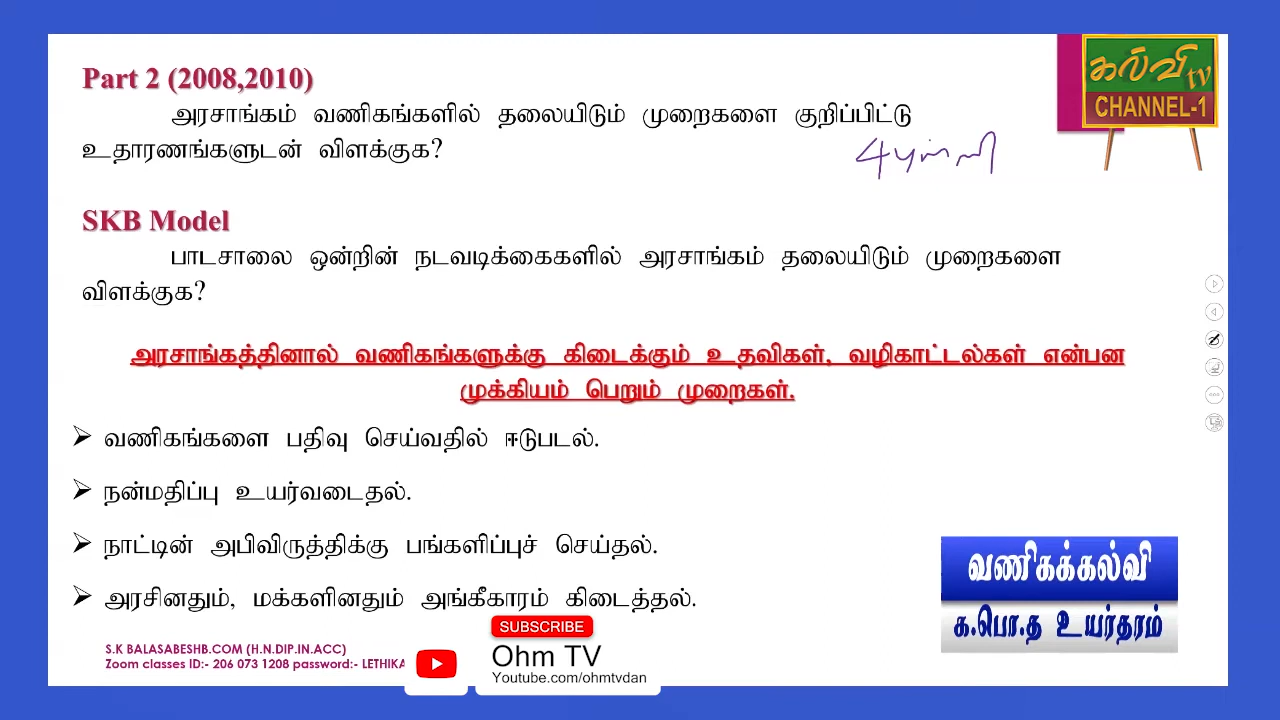 Part 2 (2008,2010)
அரசாங்கம் வணிகங்களில் தலையிடும் முறைகளை குறிப்பிட்டு
உதாரணங்களுடன் விளக்குக?
4புள்ளி
கல்வி tv
CHANNEL-1
SKB Model
பாடசாலை ஒன்றின் நடவடிக்கைகளில் அரசாங்கம் தலையிடும் முறைகளை
விளக்குக?
அரசாங்கத்தினால் வணிகங்களுக்கு கிடைக்கும் உதவிகள், வழிகாட்டல்கள் என்பன
முக்கியம் பெறும் முறைகள்.
➢ வணிகங்களை பதிவு செய்வதில் ஈடுபடல்.
➢ நன்மதிப்பு உயர்வடைதல்.
➢ நாட்டின் அபிவிருத்திக்கு பங்களிப்புச் செய்தல்.
➢ அரசினதும், மக்களினதும் அங்கீகாரம் கிடைத்தல்.
வணிகக்கல்வி
க.பொ.த உயர்தரம்
S.K BALASABESHB.COM (H.N.DIP.IN.ACC)
Zoom classes ID:- 206 073 1208 password:- LETHIKA
SUBSCRIBE
Ohm TV
Youtube.com/ohmtvdan